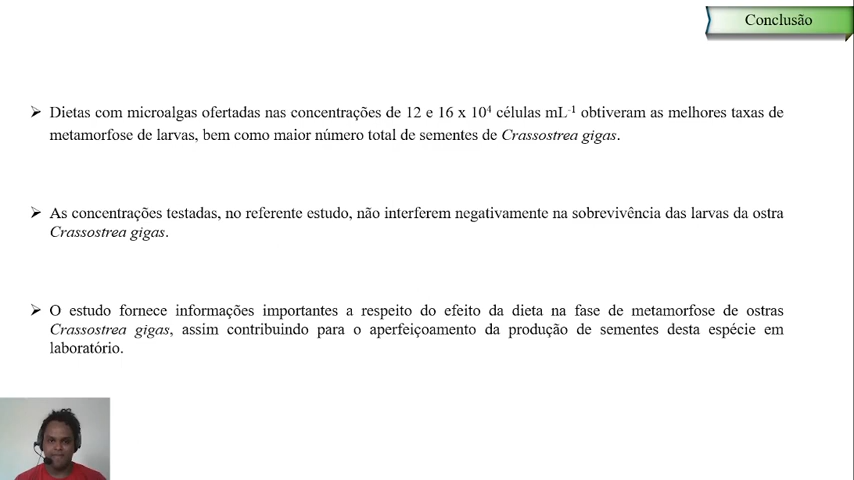 Conclusão
➢ Dietas com microalgas ofertadas nas concentrações de 12 e 16 x 10⁴ células mL⁻¹ obtiveram as melhores taxas de
metamorfose de larvas, bem como maior número total de sementes de Crassostrea gigas.
➢ As concentrações testadas, no referente estudo, não interferem negativamente na sobrevivência das larvas da ostra
Crassostrea gigas.
➢ O estudo fornece informações importantes a respeito do efeito da dieta na fase de metamorfose de ostras
Crassostrea gigas, assim contribuindo para o aperfeiçoamento da produção de sementes desta espécie em
laboratório.